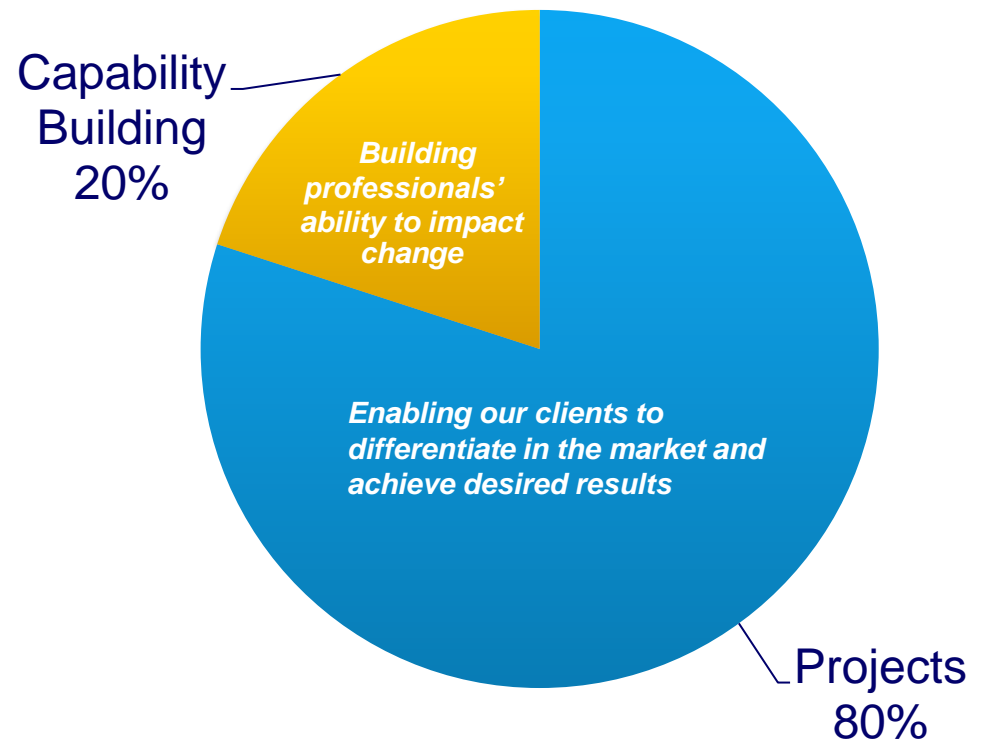 Capability
Building
20%
Building
professionals’
ability to impact
change
Enabling our clients to
differentiate in the market and
achieve desired results
Projects
80%